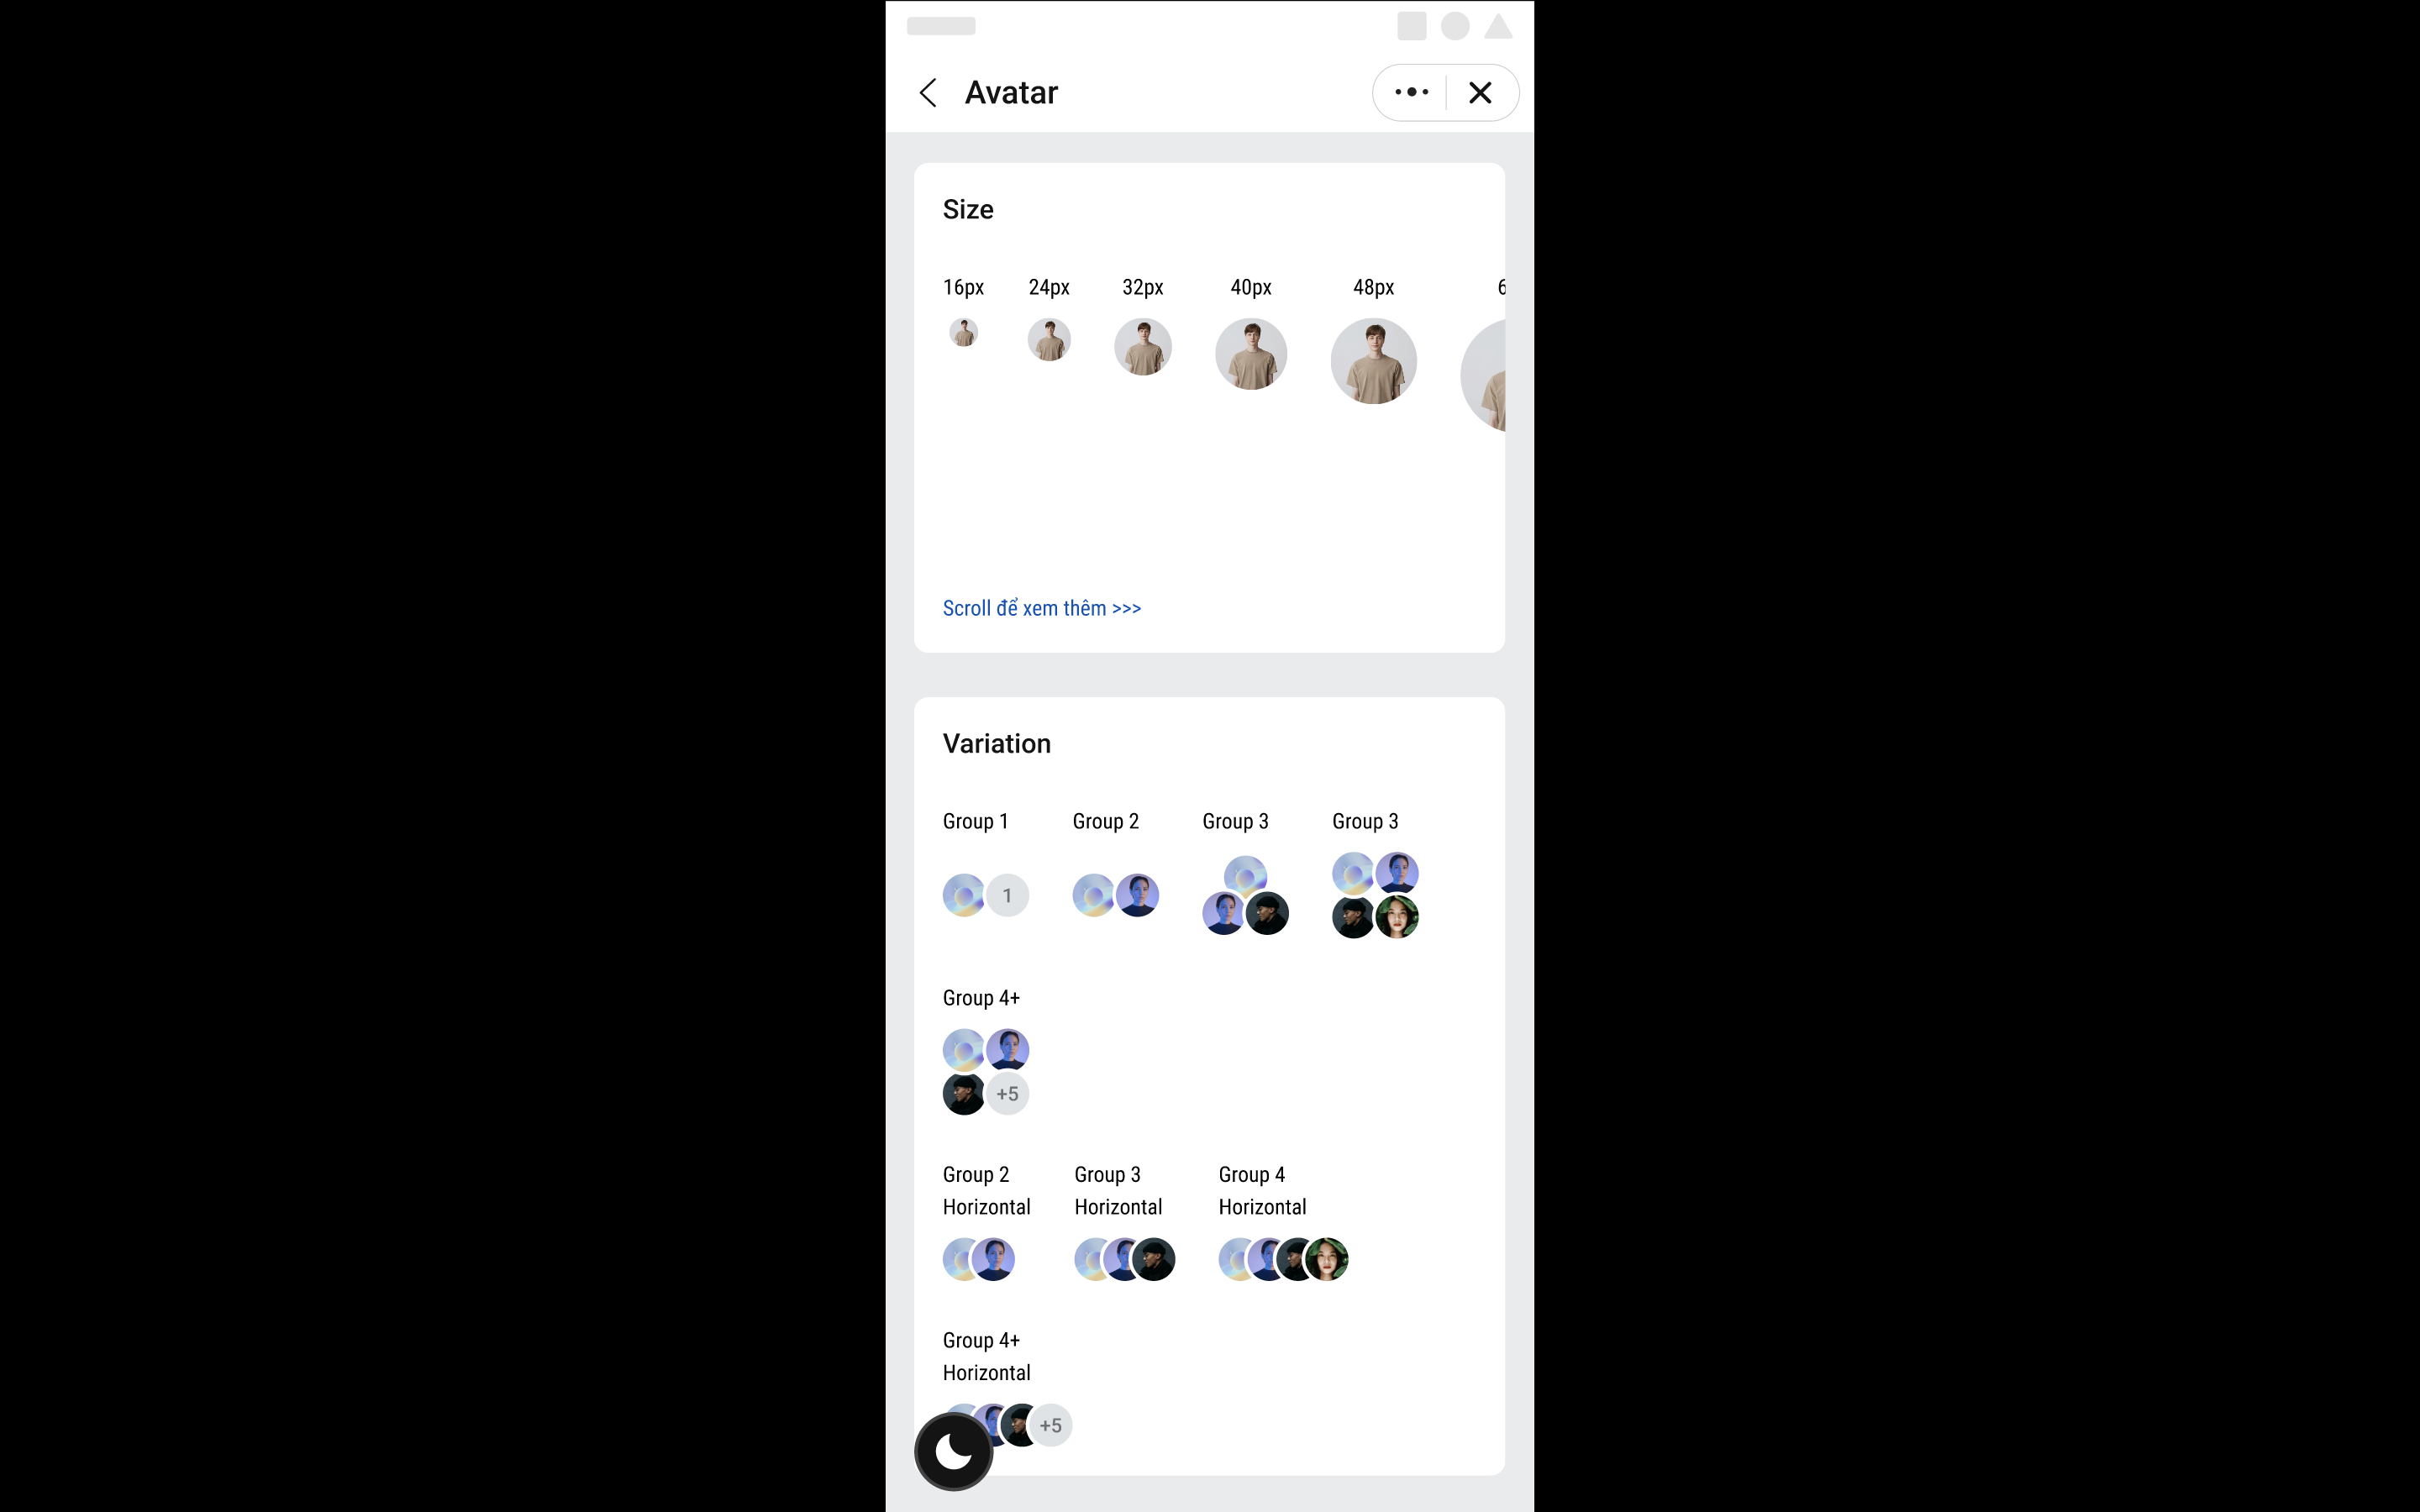 Avatar
Size
16px 24px 32px 40px 48px 6
Scroll để xem thêm >>>
Variation
Group 1 Group 2 Group 3 Group 3
1
Group 4+
+5
Group 2 Horizontal
Group 3 Horizontal
Group 4 Horizontal
Group 4+
Horizontal
+5